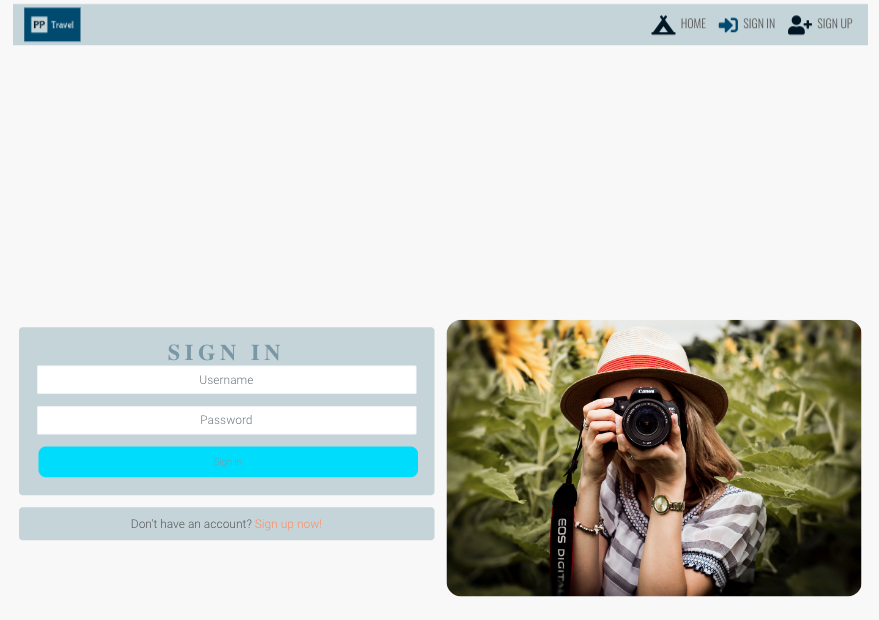 PP Travel
HOME SIGN IN SIGN UP
SIGN IN
Username
Password
Sign in
Don't have an account? Sign up now!
Canon
EOS DIGITAL